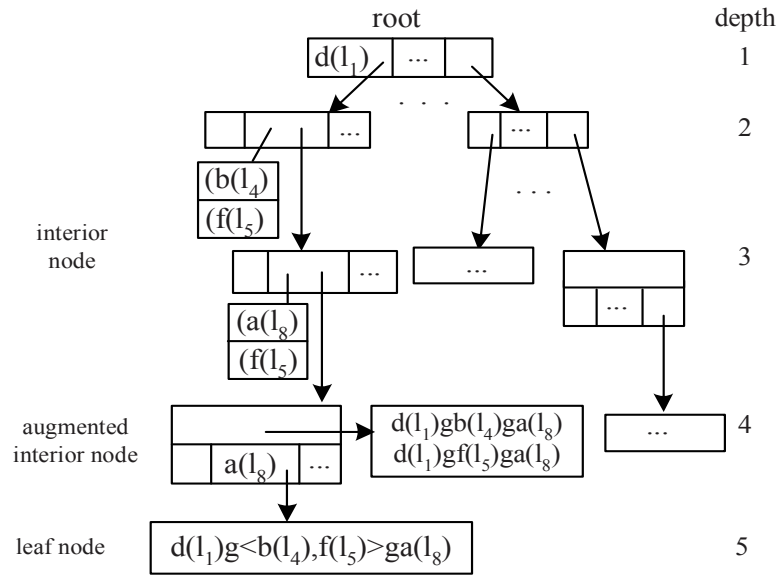 root depth
d(l₁) ... 1
. . .
... ... 2
(b(l₄)
(f(l₅)
. . .
interior
node
... ... 3
(a(l₈)
(f(l₅)
...
augmented
interior node
d(l₁)gb(l₄)ga(l₈)
d(l₁)gf(l₅)ga(l₈)
... 4
a(l₈) ...
leaf node d(l₁)g<b(l₄),f(l₅)>ga(l₈) 5